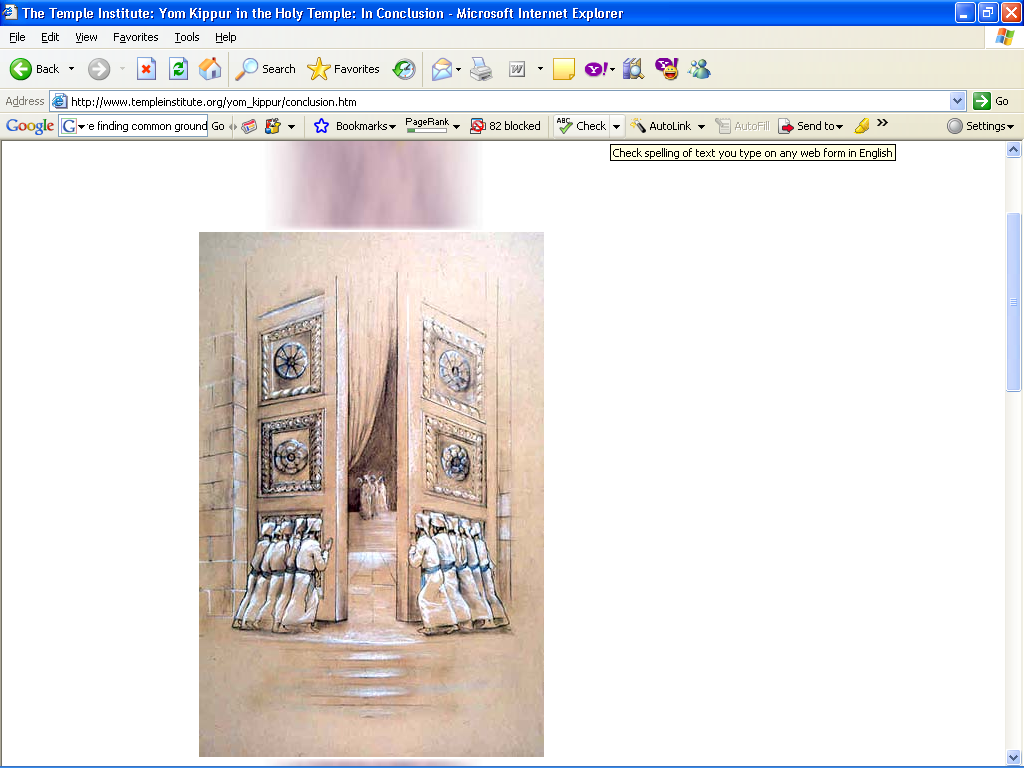 The Temple Institute: Yom Kippur in the Holy Temple: In Conclusion - Microsoft Internet Explorer
File Edit View Favorites Tools Help
Back Search Favorites W Y!
Address http://www.templeinstitute.org/yom_kippur/conclusion.htm Go
Google G finding common ground Go Bookmarks PageRank 82 blocked ABC Check AutoLink AutoFill Send to » Settings
Check spelling of text you type on any web form in English